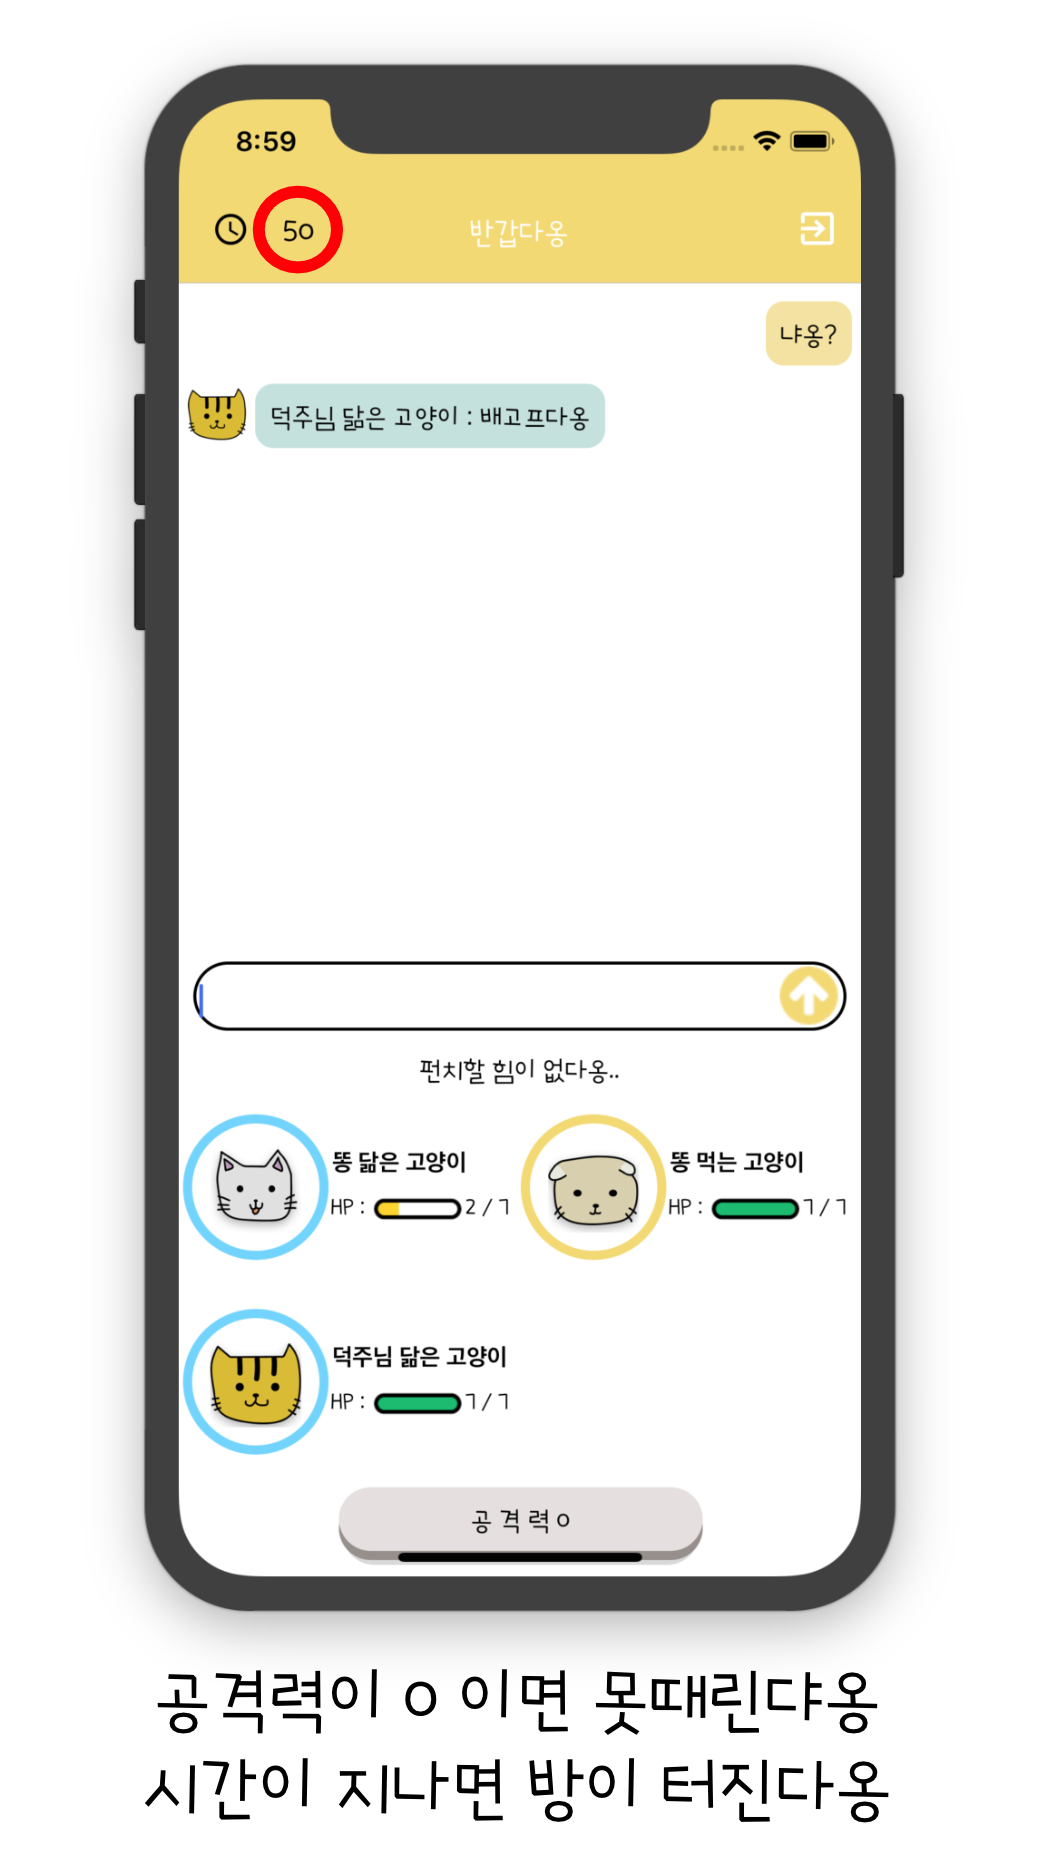 8:59
50
반갑다옹
냐옹?
덕주님 닮은 고양이 : 배고프다옹
펀치할 힘이 없다옹..
똥 닮은 고양이
HP : 2 / 7
똥 먹는 고양이
HP : 7 / 7
덕주님 닮은 고양이
HP : 7 / 7
공격력 0
공격력이 0 이면 못때린댜옹
시간이 지나면 방이 터진다옹